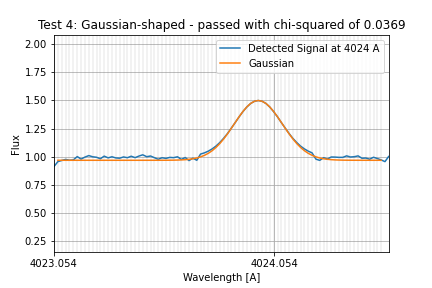 Test 4: Gaussian-shaped - passed with chi-squared of 0.0369
2.00
1.75
1.50
1.25
1.00
0.75
0.50
0.25
Flux
Detected Signal at 4024 A
Gaussian
4023.054
4024.054
Wavelength [A]